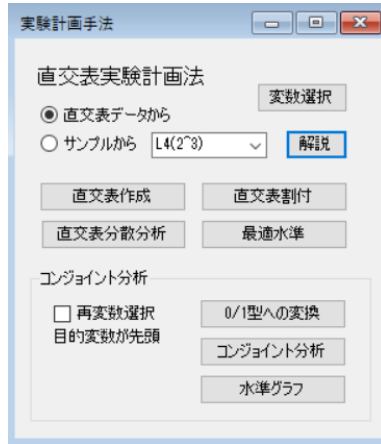 実験計画手法
直交表実験計画法
変数選択
直交表データから
サンプルから L4(2^3) 解説
直交表作成 直交表割付
直交表分散分析 最適水準
コンジョイント分析
再変数選択 0/1型への変換
目的変数が先頭
コンジョイント分析
水準グラフ